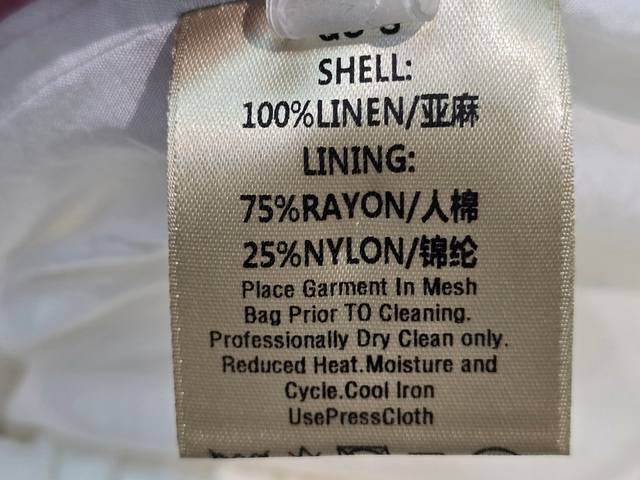 SHELL:
100%LINEN/亚麻
LINING:
75%RAYON/人棉
25%NYLON/锦纶
Place Garment In Mesh
Bag Prior TO Cleaning.
Professionally Dry Clean only.
Reduced Heat.Moisture and
Cycle.Cool Iron
UsePressCloth